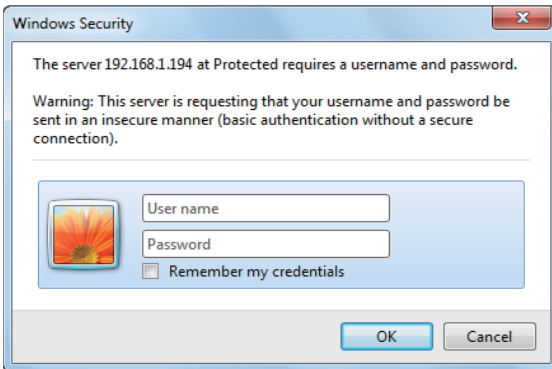 Windows Security
The server 192.168.1.194 at Protected requires a username and password.
Warning: This server is requesting that your username and password be
sent in an insecure manner (basic authentication without a secure
connection).
User name
Password
Remember my credentials
OK
Cancel